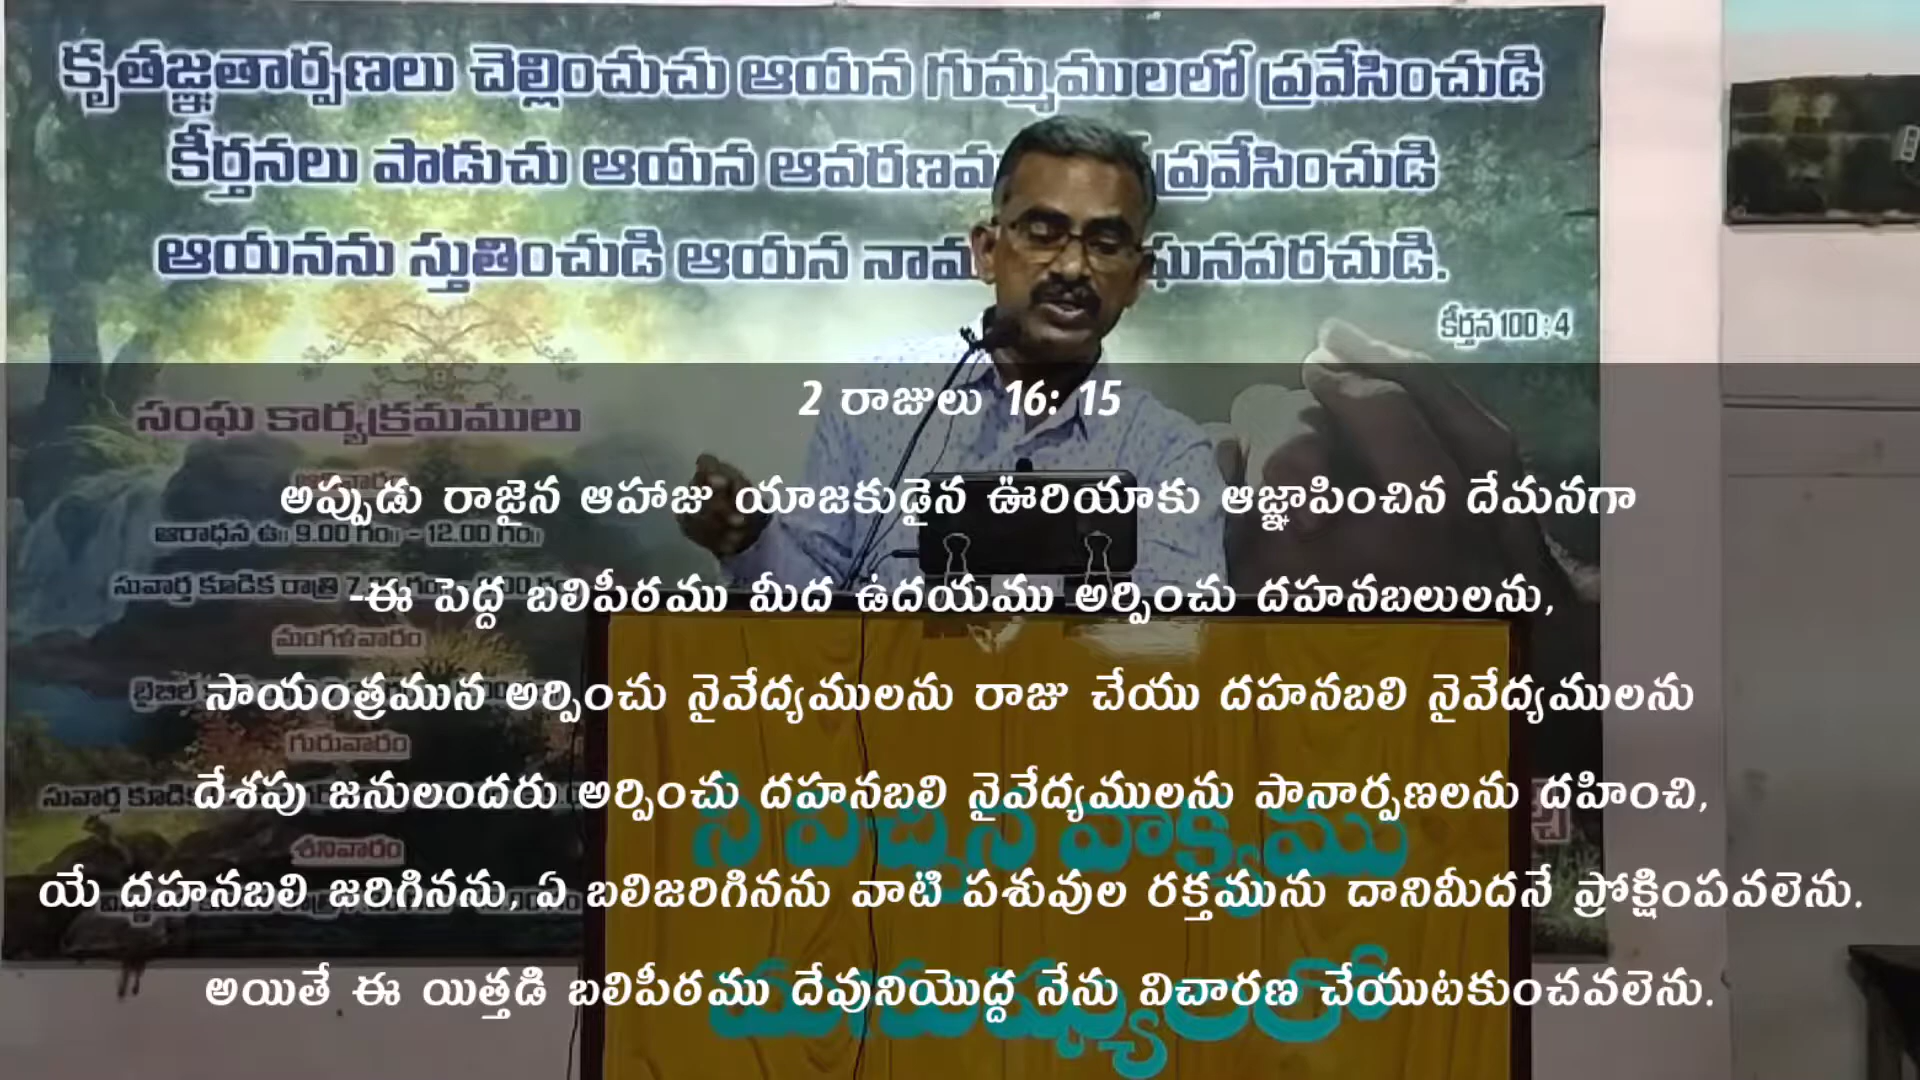 కృతజ్ఞతార్పణలు చెల్లించుచు ఆయన గుమ్మములలో ప్రవేసించుడి
కీర్తనలు పాడుచు ఆయన ప్రవేసించుడి
ఆయనను స్తుతించుడి ఆయన
కీర్తన 100 : 4
2 రాజులు 16: 15
సంఘ కార్యక్రమములు
అప్పుడు రాజైన ఆహాజు యాజకుడైన ఊరియాకు ఆజ్ఞాపించిన దేమనగా
ఆరాధన ఉ॥ 9.00 గం॥ - 12.00 గం॥
సువార్త కూడిక రాత్రి
-ఈ పెద్ద బలిపీఠము మీద ఉదయము అర్పించు దహనబలులను,
మంగళవారం
బైబిల్
సాయంత్రమున అర్పించు నైవేద్యములను రాజు చేయు దహనబలి నైవేద్యములను
గురువారం
సువార్త
దేశపు జనులందరు అర్పించు దహనబలి నైవేద్యములను పానార్పణలను దహించి,
శనివారం
నీ విచ్చిన వాక్యము
యే దహనబలి జరిగినను, ఏ బలిజరిగినను వాటి పశువుల రక్తమును దానిమీదనే ప్రోక్షింపవలెను.
అయితే ఈ యిత్తడి బలిపీఠము దేవునియొద్ద నేను విచారణ చేయుటకుంచవలెను.